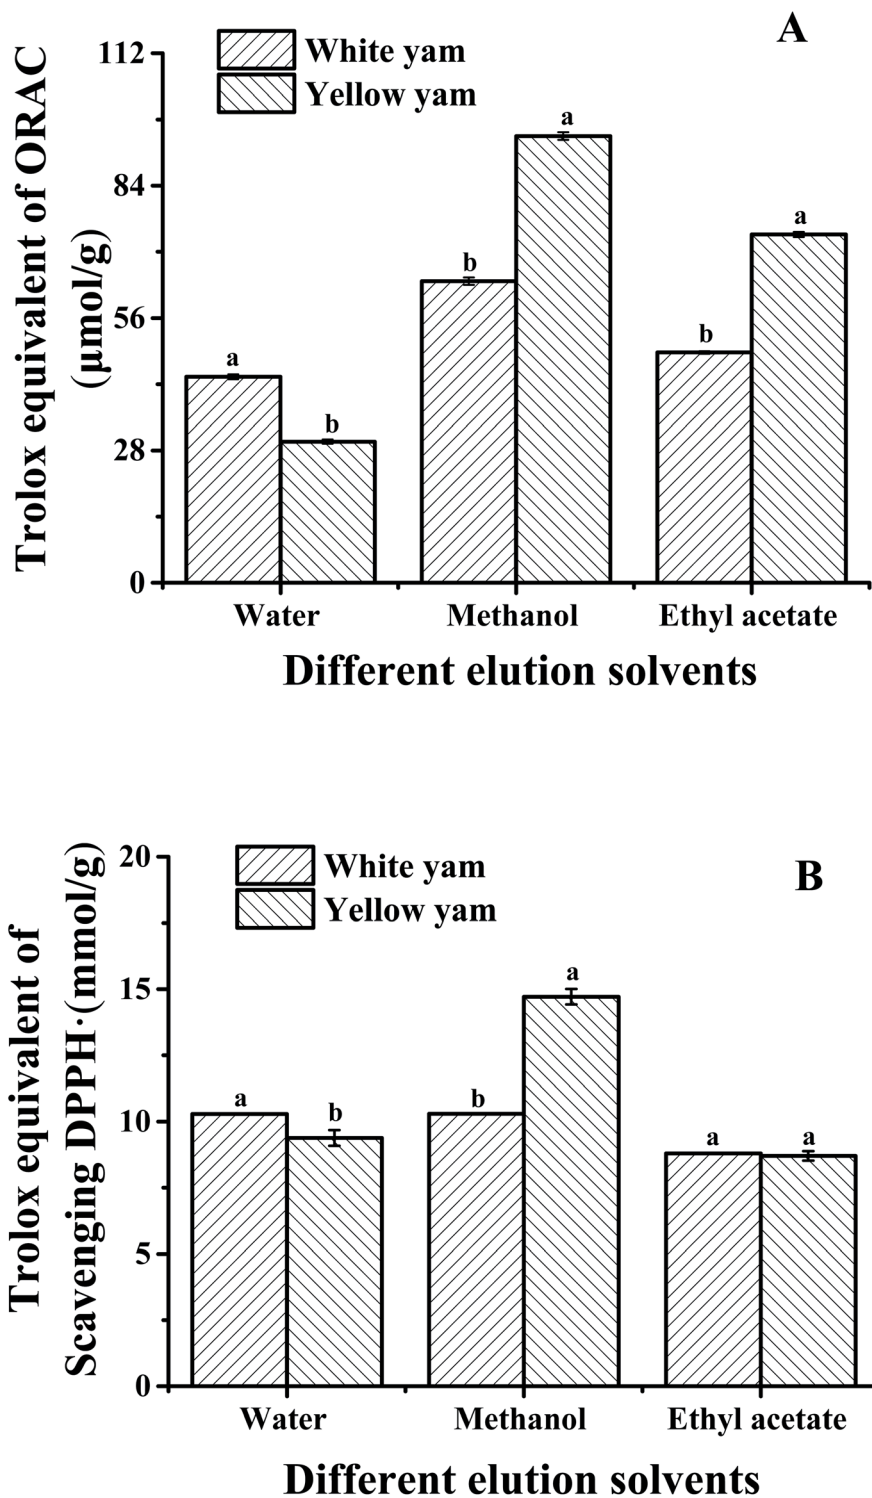 A
White yam
Yellow yam
Trolox equivalent of ORAC
(μmol/g)
112
84
56
28
0
a
b
b
a
b
a
Water
Methanol
Ethyl acetate
Different elution solvents
B
White yam
Yellow yam
Trolox equivalent of
Scavenging DPPH·(mmol/g)
20
15
10
5
0
a
b
b
a
a
a
Water
Methanol
Ethyl acetate
Different elution solvents